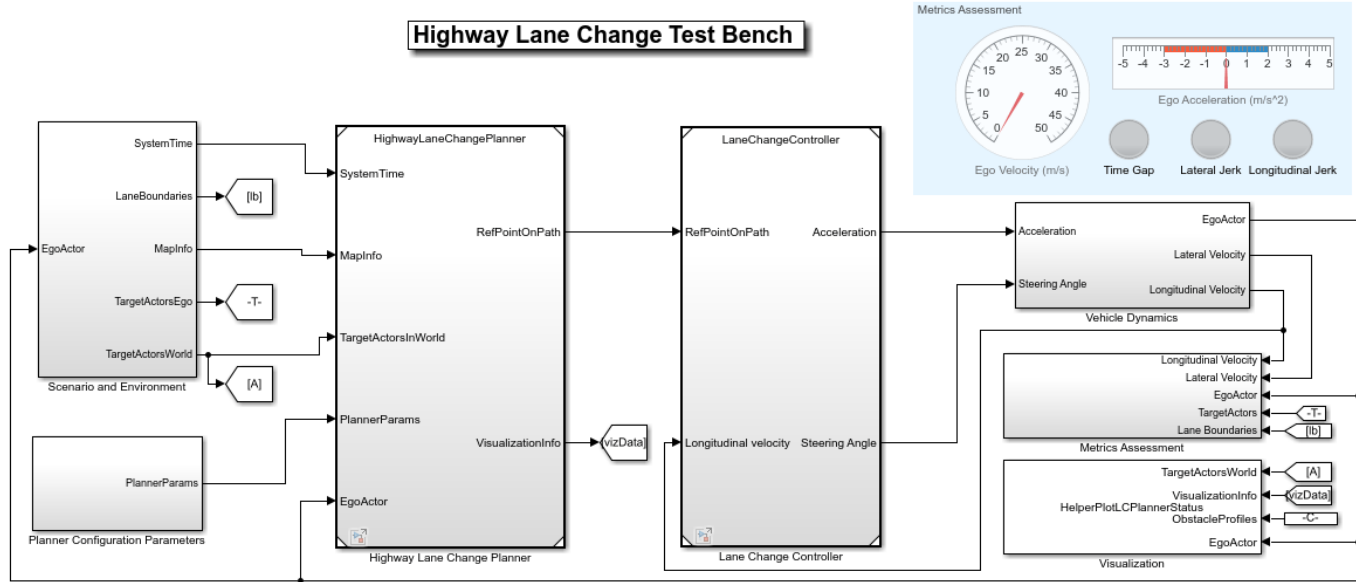 Highway Lane Change Test Bench
Metrics Assessment
0
5
10
15
20
25
30
35
40
45
50
Ego Velocity (m/s)
-5 -4 -3 -2 -1 0 1 2 3 4 5
Ego Acceleration (m/s^2)
Time Gap
Lateral Jerk
Longitudinal Jerk
SystemTime
LaneBoundaries
[lb]
EgoActor
MapInfo
TargetActorsEgo
-T-
TargetActorsWorld
[A]
Scenario and Environment
PlannerParams
Planner Configuration Parameters
HighwayLaneChangePlanner
SystemTime
RefPointOnPath
MapInfo
TargetActorsInWorld
PlannerParams
VisualizationInfo
[vizData]
EgoActor
Highway Lane Change Planner
LaneChangeController
RefPointOnPath
Acceleration
Longitudinal velocity
Steering Angle
Lane Change Controller
EgoActor
Acceleration
Lateral Velocity
Steering Angle
Longitudinal Velocity
Vehicle Dynamics
Longitudinal Velocity
Lateral Velocity
EgoActor
TargetActors
-T-
Lane Boundaries
[lb]
Metrics Assessment
TargetActorsWorld
[A]
VisualizationInfo
[vizData]
HelperPlotLCPlannerStatus
ObstacleProfiles
-C-
EgoActor
Visualization